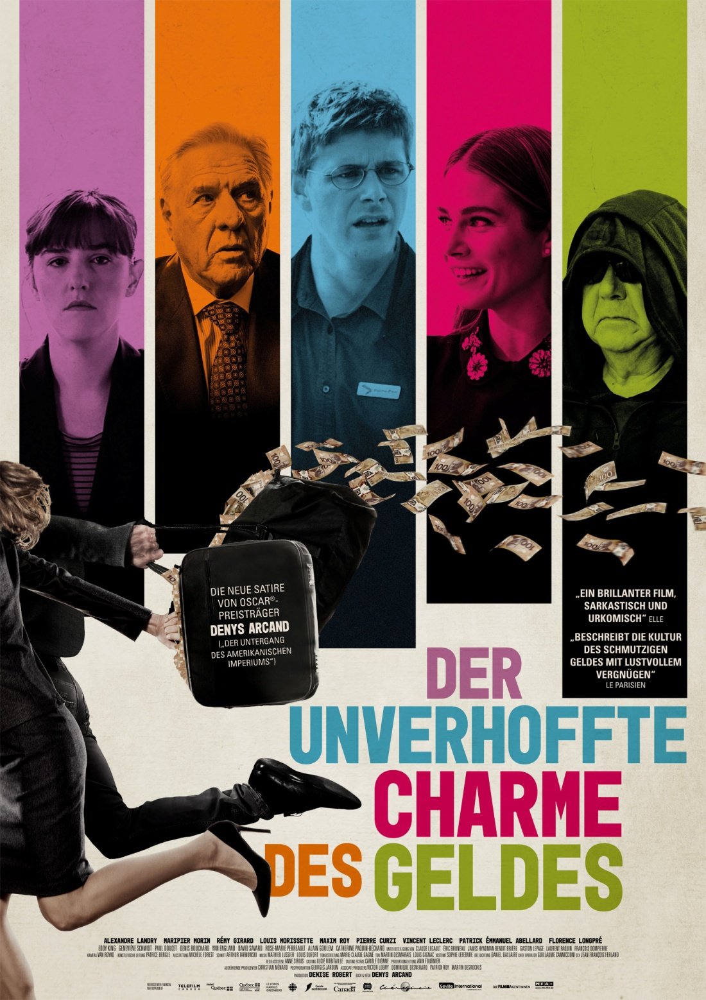 DIE NEUE SATIRE
VON OSCAR®-
PREISTRÄGER
DENYS ARCAND
(„DER UNTERGANG
DES AMERIKANISCHEN
IMPERIUMS“)
„EIN BRILLANTER FILM,
SARKASTISCH UND
URKOMISCH“ ELLE
„BESCHREIBT DIE KULTUR
DES SCHMUTZIGEN
GELDES MIT LUSTVOLLEM
VERGNÜGEN“
LE PARISIEN
DER
UNVERHOFFTE
CHARME
DES GELDES
ALEXANDRE LANDRY MARIPIER MORIN RÉMY GIRARD LOUIS MORISSETTE MAXIM ROY PIERRE CURZI VINCENT LECLERC PATRICK ÉMMANUEL ABELLARD FLORENCE LONGPRÉ
EDDY KING GENEVIÈVE SCHMIDT PAUL DOUCET DENIS BOUCHARD YAN ENGLAND DAVID SAVARD ROSE-MARIE PERREAULT ALAIN GOULEM CATHERINE PAQUIN-BÉCHARD UNTER BETEILIGUNG VON CLAUDE LEGAULT ÉRIC BRUNEAU JAMES HYNDMAN BENOIT BRIÈRE GASTON LEPAGE LAURENT PAQUIN FRANÇOIS DOMPIERRE
KAMERA VAN ROYKO KÜNSTLERISCHE LEITUNG PATRICE BENGLE AUSSTATTUNG MICHÈLE FOREST SCHNITT ARTHUR TARNOWSKI MUSIK MATHIEU LUSSIER LOUIS DUFORT TONGESTALTUNG MARIE-CLAUDE GAGNÉ TON MARTIN DESMARAIS LOUIS GIGNAC KOSTÜME SOPHIE LEFEBVRE BELEUCHTUNG DANIEL DALLAIRE CHEF OPERATOR GUILLAUME CANNICCIONI JEAN-FRANÇOIS FERLAND
REGIEASSISTENZ ANNE SIROIS CASTING LUCIE ROBITAILLE CASTING EXTRAS CAROLE DIONNE PRODUKTIONSLEITUNG ANIK FOURNIER
AUSFÜHRENDE PRODUZENTEN CHRISTIAN MÉNARD POSTPRODUCTION GEORGES JARDON ASSOCIATE PRODUCERS VICTOR LOEWY DOMINIQUE BESNEHARD PATRICK ROY MARTIN DESROCHES
PRODUKTION DENISE ROBERT BUCH & REGIE DENYS ARCAND
PRODUCED WITH FINANCIAL PARTICIPATION OF TELEFILM CANADA Québec Québec LE FONDS HAROLD GREENBERG Fonds QUÉBECOR Canada Cinémaginaire Seville International DIE FILMAGENTINNEN MFA+